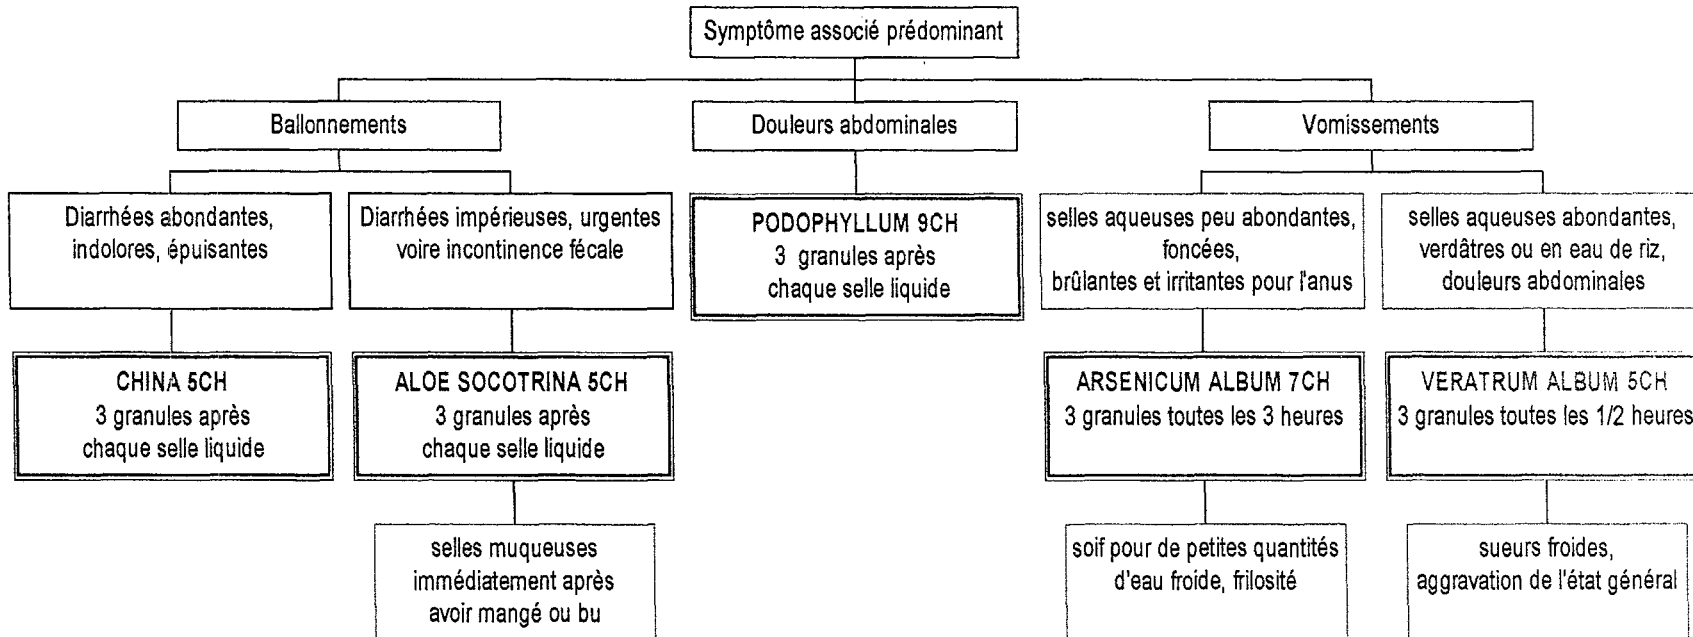 Symptôme associé prédominant
Ballonnements
Douleurs abdominales
Vomissements
Diarrhées abondantes,
indolores, épuisantes
Diarrhées impérieuses, urgentes
voire incontinence fécale
PODOPHYLLUM 9CH
3 granules après
chaque selle liquide
selles aqueuses peu abondantes,
foncées,
brûlantes et irritantes pour l'anus
selles aqueuses abondantes,
verdâtres ou en eau de riz,
douleurs abdominales
CHINA 5CH
3 granules après
chaque selle liquide
ALOE SOCOTRINA 5CH
3 granules après
chaque selle liquide
ARSENICUM ALBUM 7CH
3 granules toutes les 3 heures
VERATRUM ALBUM 5CH
3 granules toutes les 1/2 heures
selles muqueuses
immédiatement après
avoir mangé ou bu
soif pour de petites quantités
d'eau froide, frilosité
sueurs froides,
aggravation de l'état général